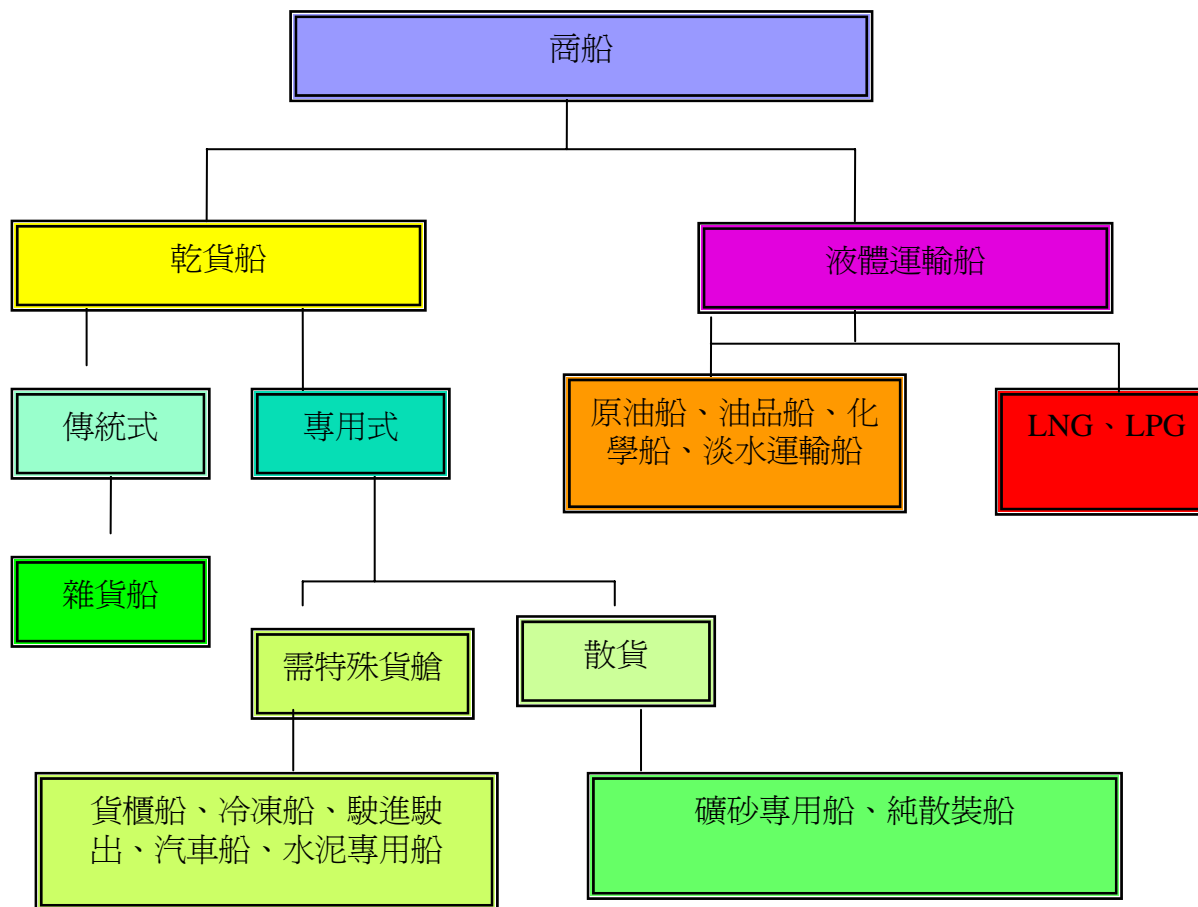 商船
乾貨船
液體運輸船
傳統式
專用式
原油船、油品船、化
學船、淡水運輸船
LNG、LPG
雜貨船
需特殊貨艙
散貨
貨櫃船、冷凍船、駛進駛
出、汽車船、水泥專用船
礦砂專用船、純散裝船